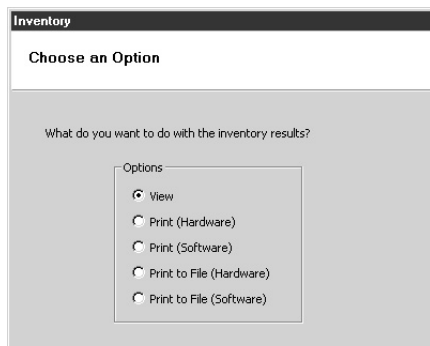 Inventory
Choose an Option
What do you want to do with the inventory results?
Options
View
Print (Hardware)
Print (Software)
Print to File (Hardware)
Print to File (Software)